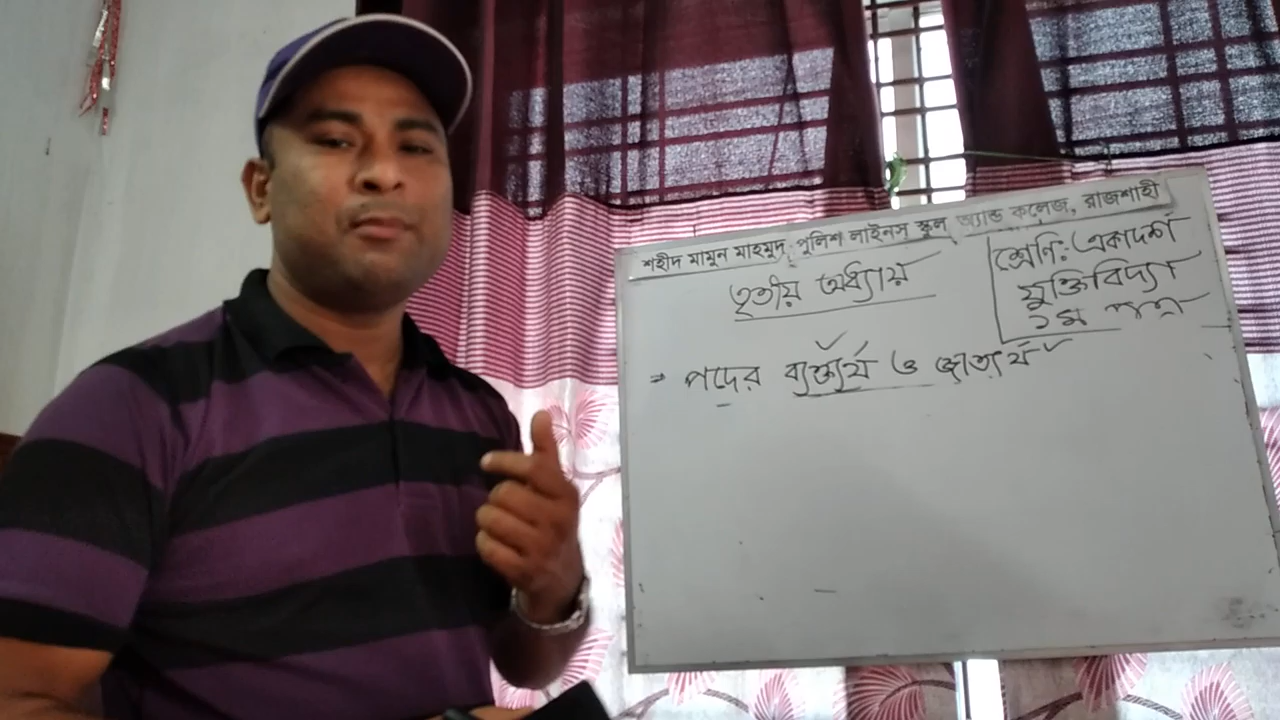 শহীদ মামুন মাহমুদ পুলিশ লাইনস স্কুল অ্যান্ড কলেজ, রাজশাহী
তৃতীয় অধ্যায়
শ্রেণি: একাদশ
যুক্তিবিদ্যা
১ম পত্র
⇒ পদের ব্যক্ত্যর্থ ও জাত্যর্থ